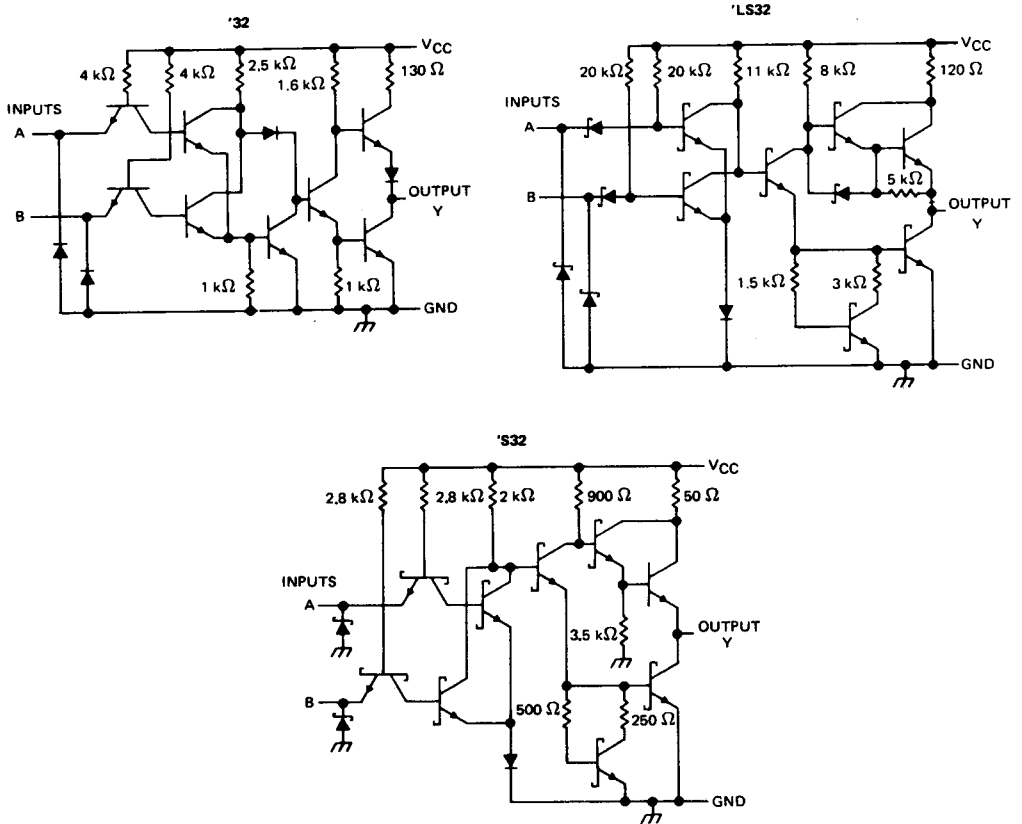 '32
VCC
4 kΩ
4 kΩ
2.5 kΩ
1.6 kΩ
130 Ω
INPUTS
A
B
OUTPUT
Y
1 kΩ
1 kΩ
GND
'LS32
VCC
20 kΩ
20 kΩ
11 kΩ
8 kΩ
120 Ω
INPUTS
A
B
5 kΩ
OUTPUT
Y
1.5 kΩ
3 kΩ
GND
'S32
VCC
2.8 kΩ
2.8 kΩ
2 kΩ
900 Ω
50 Ω
INPUTS
A
B
3.5 kΩ
OUTPUT
Y
500 Ω
250 Ω
GND